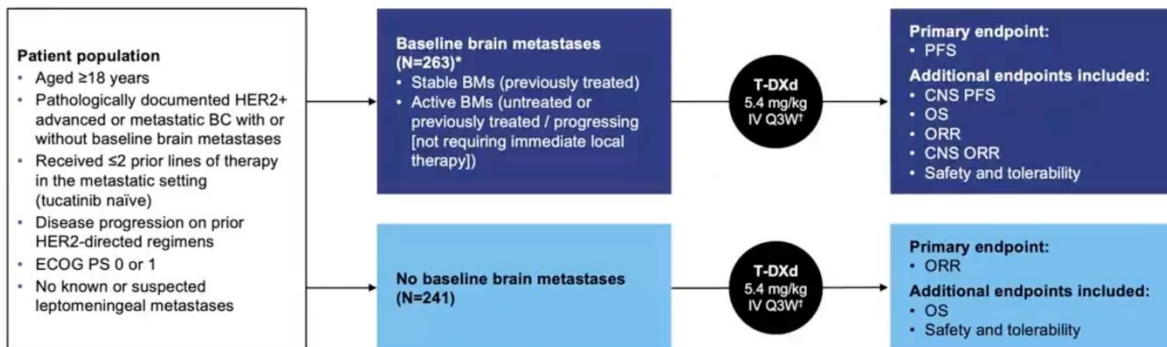 Patient population
• Aged ≥18 years
• Pathologically documented HER2+
advanced or metastatic BC with or
without baseline brain metastases
• Received ≤2 prior lines of therapy
in the metastatic setting
(tucatinib naïve)
• Disease progression on prior
HER2-directed regimens
• ECOG PS 0 or 1
• No known or suspected
leptomeningeal metastases
Baseline brain metastases
(N=263)*
• Stable BMs (previously treated)
• Active BMs (untreated or
previously treated / progressing
[not requiring immediate local
therapy])
T-DXd
5.4 mg/kg
IV Q3W†
Primary endpoint:
• PFS
Additional endpoints included:
• CNS PFS
• OS
• ORR
• CNS ORR
• Safety and tolerability
No baseline brain metastases
(N=241)
T-DXd
5.4 mg/kg
IV Q3W†
Primary endpoint:
• ORR
Additional endpoints included:
• OS
• Safety and tolerability